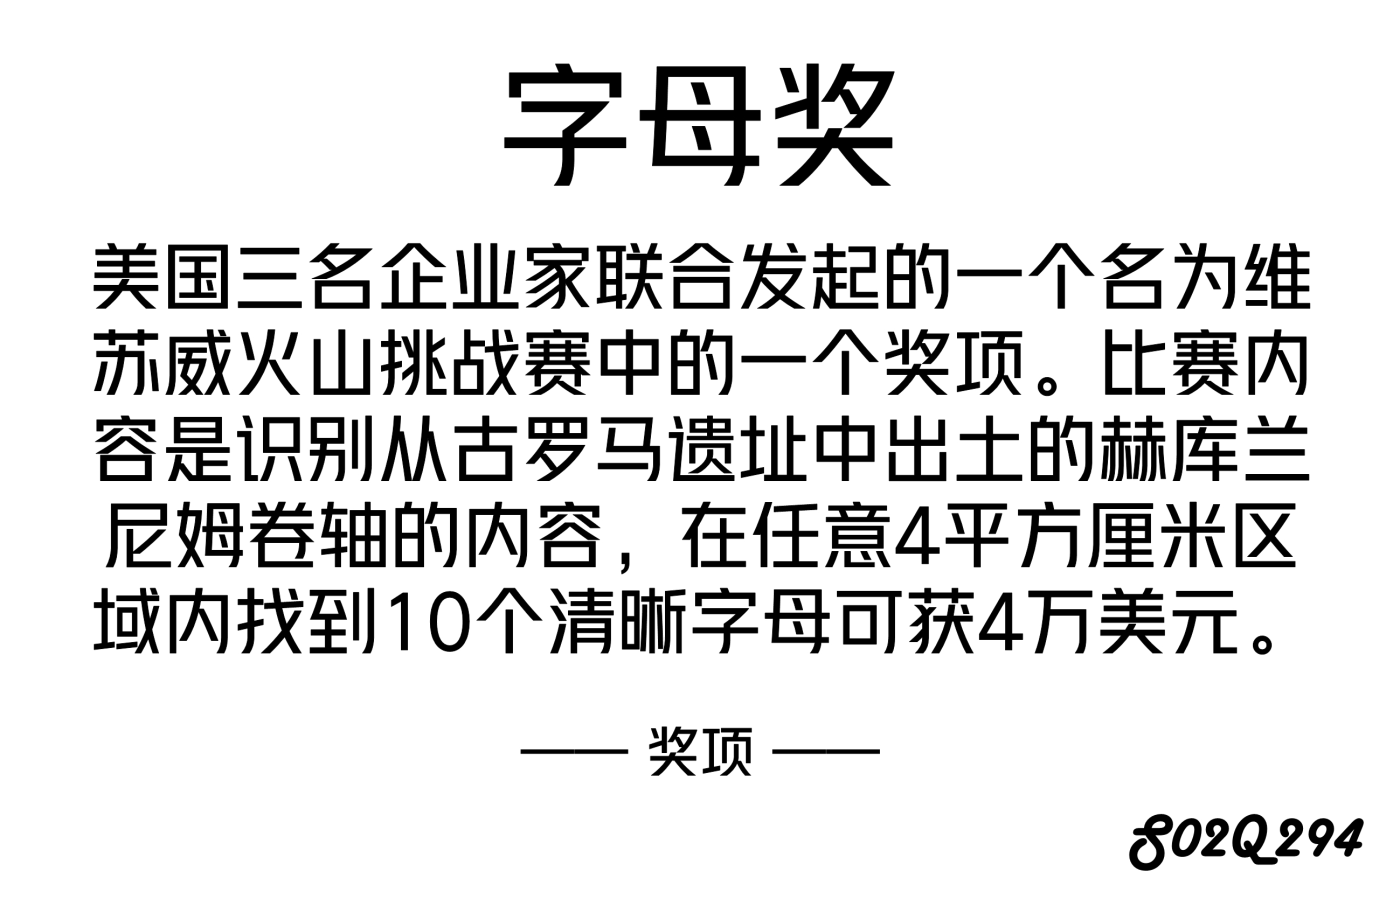 字母奖
美国三名企业家联合发起的一个名为维
苏威火山挑战赛中的一个奖项。比赛内
容是识别从古罗马遗址中出土的赫库兰
尼姆卷轴的内容，在任意4平方厘米区
域内找到10个清晰字母可获4万美元。
—— 奖项 ——
S02Q294